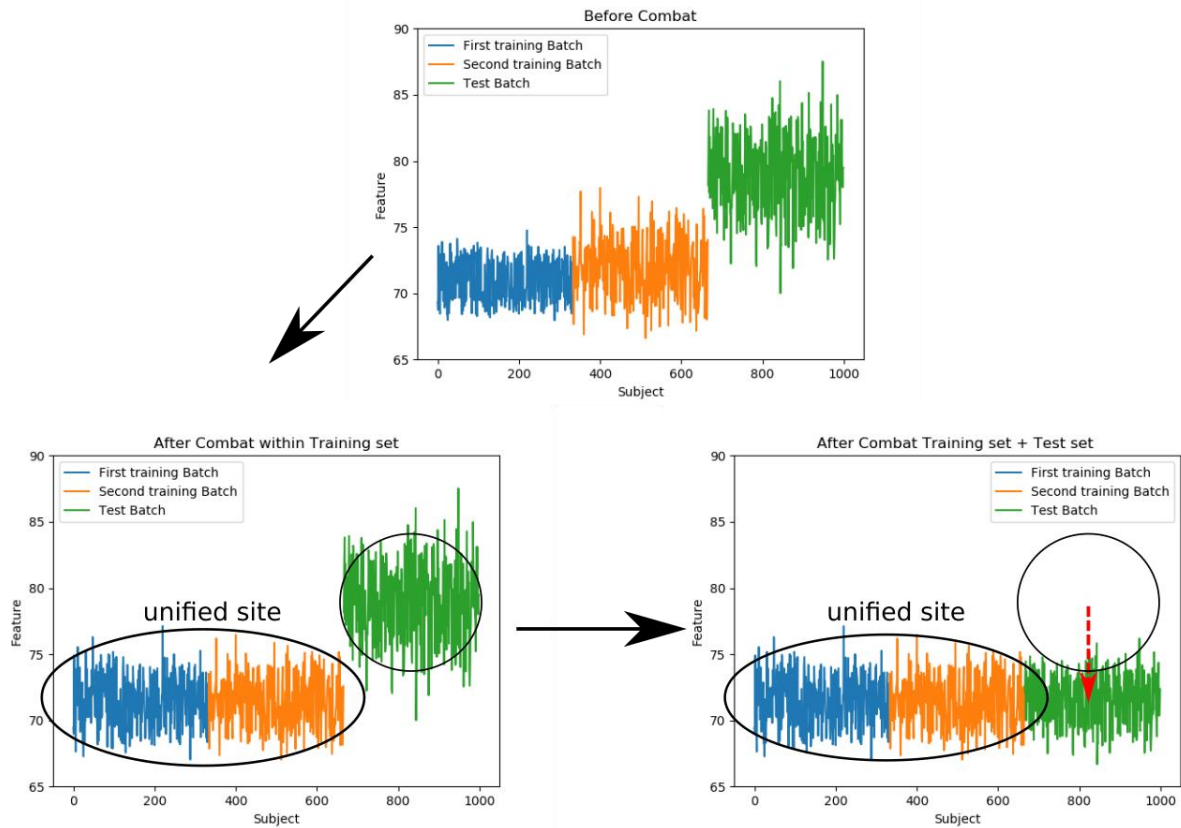 Before Combat
90
85
80
75
70
65
Feature
First training Batch
Second training Batch
Test Batch
0 200 400 600 800 1000
Subject
After Combat within Training set
90
85
80
75
70
65
Feature
First training Batch
Second training Batch
Test Batch
unified site
0 200 400 600 800 1000
Subject
After Combat Training set + Test set
90
85
80
75
70
65
Feature
First training Batch
Second training Batch
Test Batch
unified site
0 200 400 600 800 1000
Subject